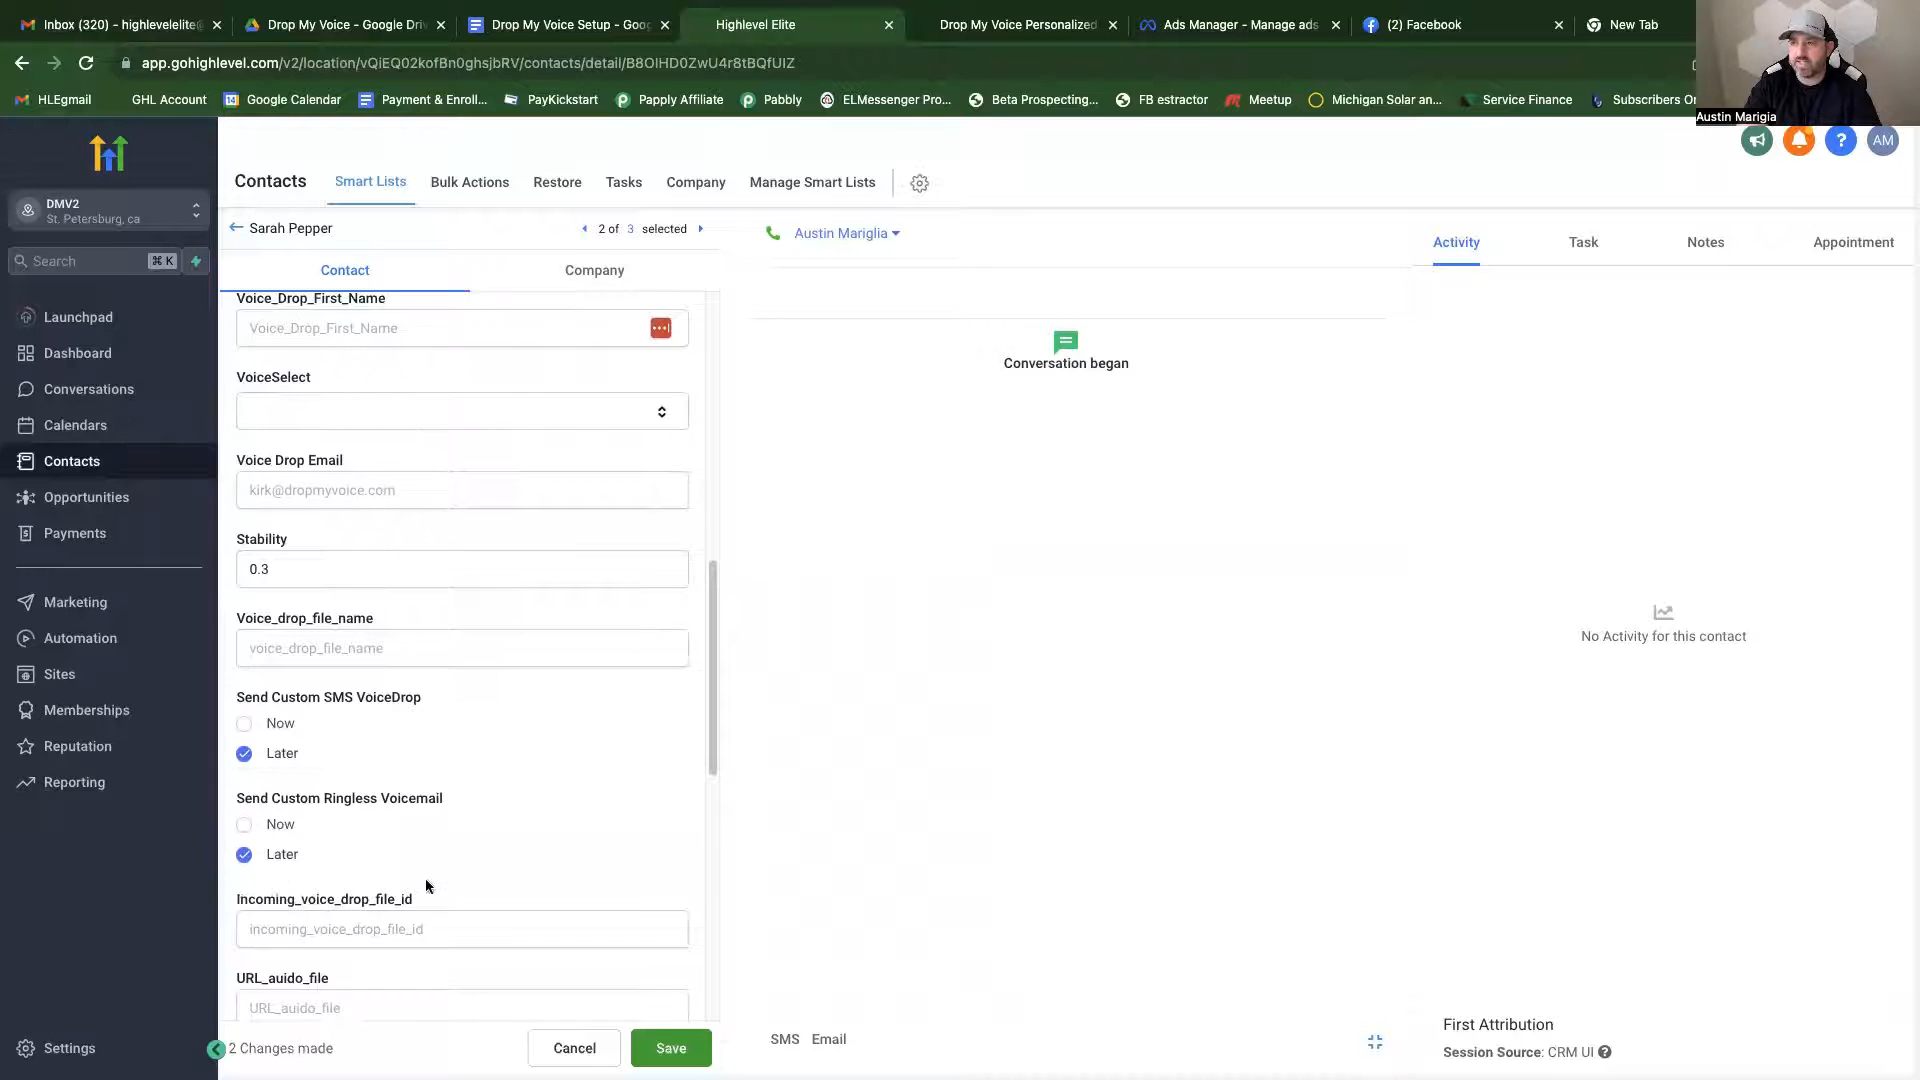 Inbox (320) - highlevelelite@
Drop My Voice - Google Driv
Drop My Voice Setup - Goog
Highlevel Elite
Drop My Voice Personalized
Ads Manager - Manage ads
(2) Facebook
New Tab
app.gohighlevel.com/v2/location/vQiEQ02kofBn0ghsjbRV/contacts/detail/B8OIHD0ZwU4r8tBQfUIZ
HLEgmail
GHL Account
Google Calendar
Payment & Enroll...
PayKickstart
Papply Affiliate
Pabbly
ELMessenger Pro...
Beta Prospecting...
FB estractor
Meetup
Michigan Solar an...
Service Finance
Subscribers On
Austin Marigia
AM
DMV2
St. Petersburg, ca
Search
⌘ K
Launchpad
Dashboard
Conversations
Calendars
Contacts
Opportunities
Payments
Marketing
Automation
Sites
Memberships
Reputation
Reporting
Settings
Contacts
Smart Lists
Bulk Actions
Restore
Tasks
Company
Manage Smart Lists
Sarah Pepper
2 of 3 selected
Contact
Company
Voice_Drop_First_Name
Voice_Drop_First_Name
VoiceSelect
Voice Drop Email
kirk@dropmyvoice.com
Stability
0.3
Voice_drop_file_name
voice_drop_file_name
Send Custom SMS VoiceDrop
Now
Later
Send Custom Ringless Voicemail
Now
Later
Incoming_voice_drop_file_id
incoming_voice_drop_file_id
URL_auido_file
URL_auido_file
2 Changes made
Cancel
Save
Austin Mariglia
Conversation began
SMS
Email
Activity
Task
Notes
Appointment
No Activity for this contact
First Attribution
Session Source: CRM UI